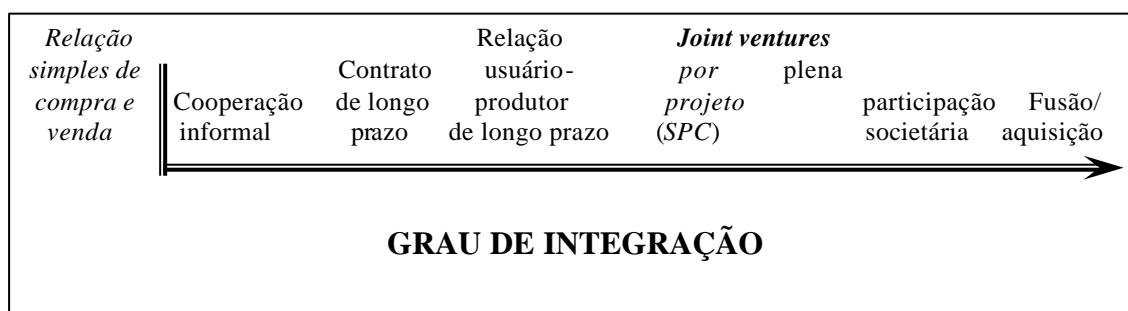 Relação
simples de
compra e
venda
Cooperação
informal
Contrato
de longo
prazo
Relação
usuário-
produtor
de longo prazo
Joint ventures
por
projeto
(SPC)
plena
participação
societária
Fusão/
aquisição
GRAU DE INTEGRAÇÃO